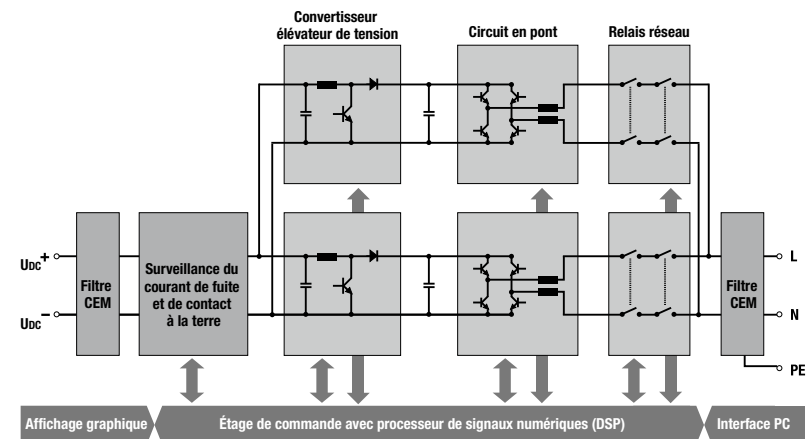 Convertisseur
élévateur de tension
Circuit en pont
Relais réseau
UDC+
UDC–
Filtre
CEM
Surveillance du
courant de fuite
et de contact
à la terre
Filtre
CEM
L
N
PE
Affichage graphique
Étage de commande avec processeur de signaux numériques (DSP)
Interface PC